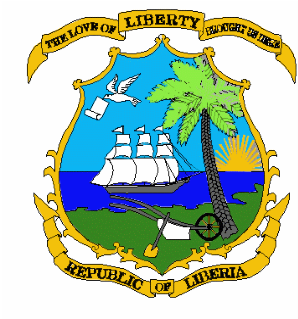 THE LOVE OF LIBERTY BROUGHT US HERE
REPUBLIC OF LIBERIA